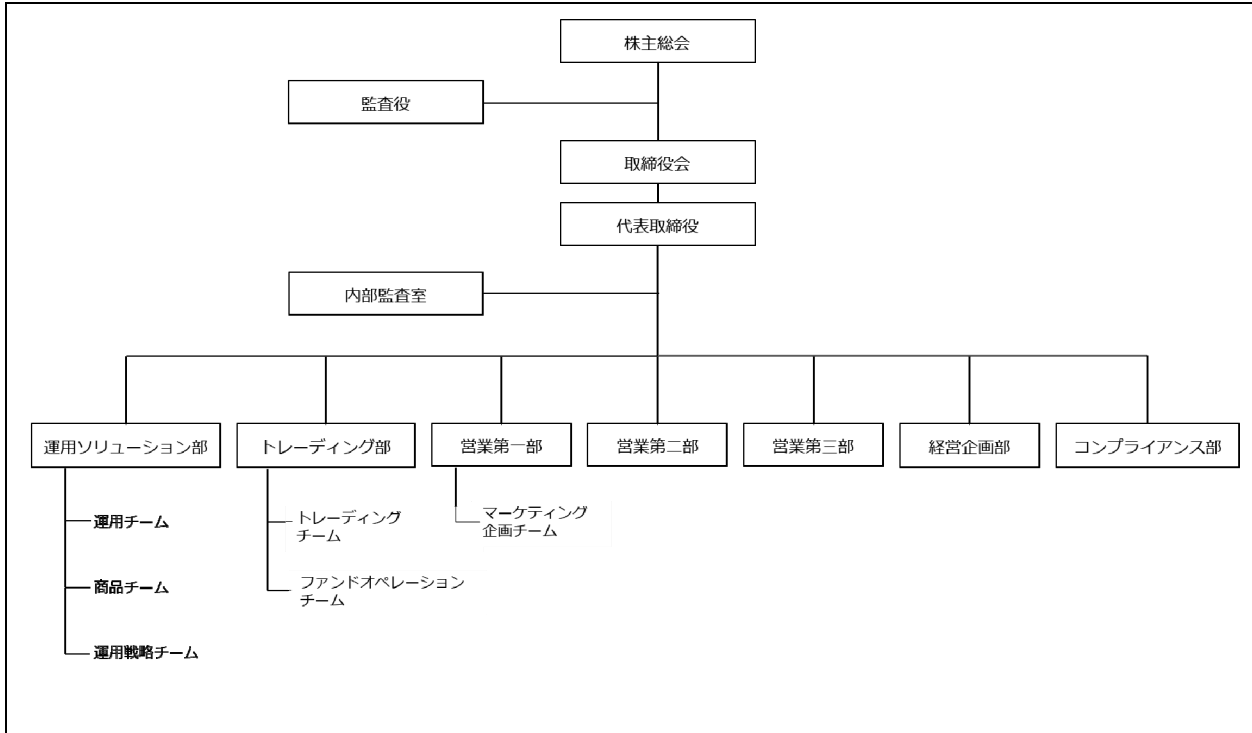 株主総会
監査役
取締役会
代表取締役
内部監査室
運用ソリューション部
トレーディング部
営業第一部
営業第二部
営業第三部
経営企画部
コンプライアンス部
運用チーム
商品チーム
運用戦略チーム
トレーディング
チーム
ファンドオペレーション
チーム
マーケティング
企画チーム